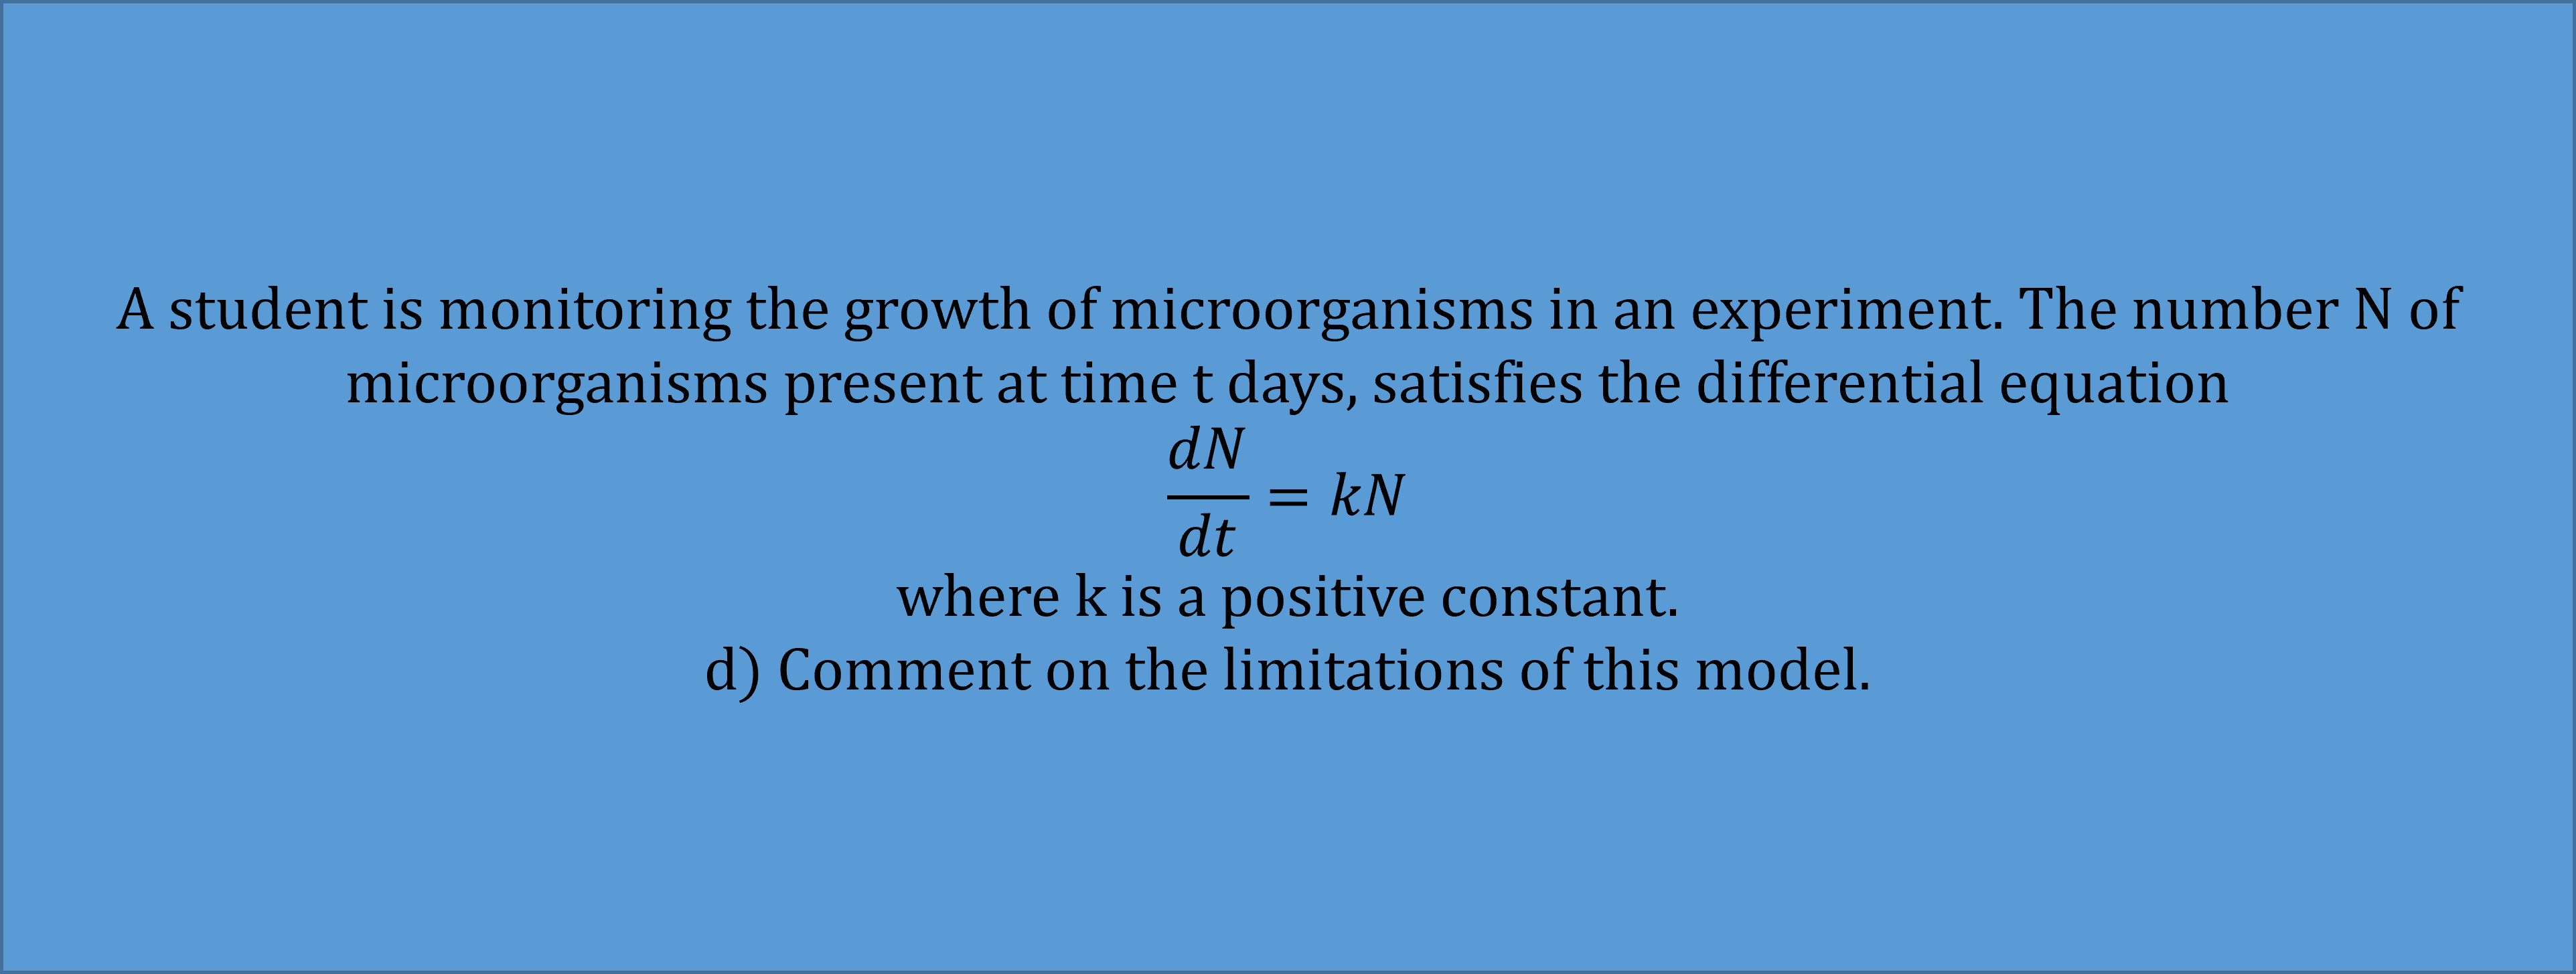 A student is monitoring the growth of microorganisms in an experiment. The number N of
microorganisms present at time t days, satisfies the differential equation
dN/dt = kN
where k is a positive constant.
d) Comment on the limitations of this model.